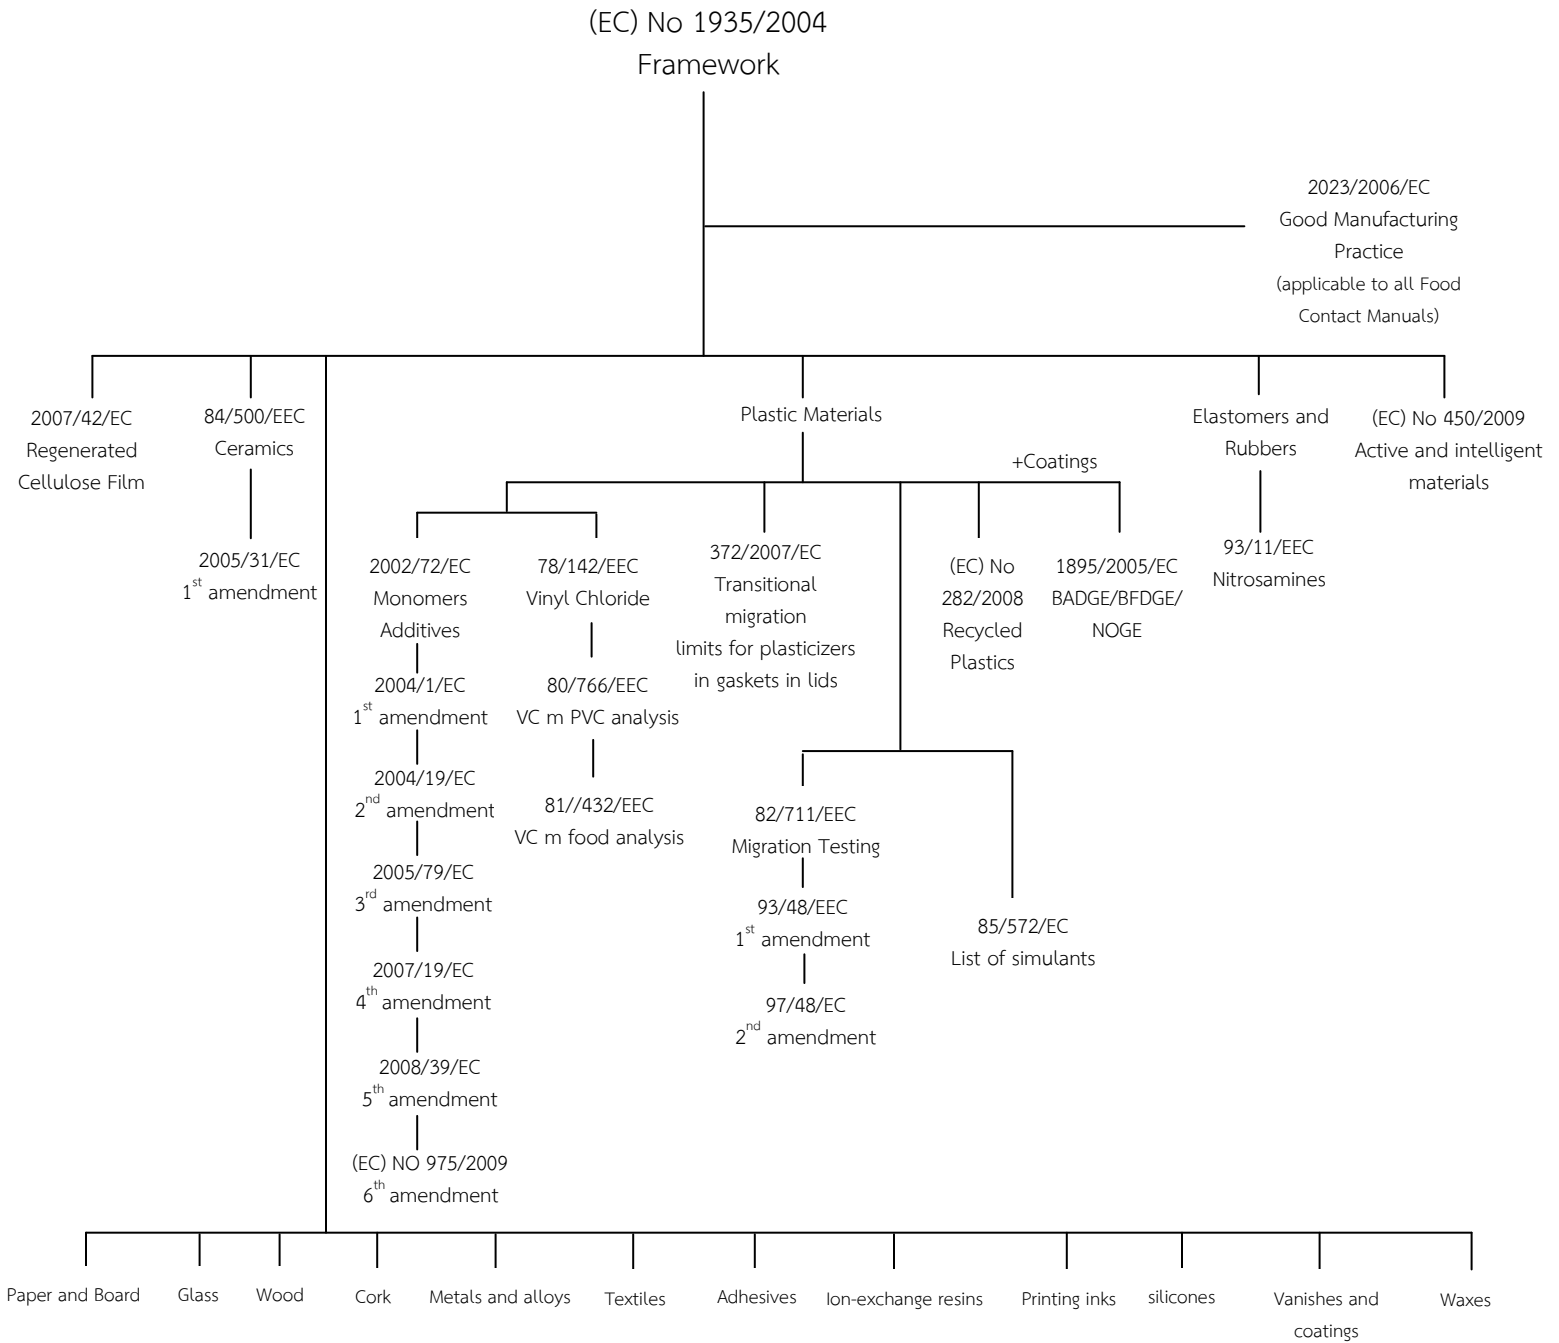 (EC) No 1935/2004
Framework
2023/2006/EC
Good Manufacturing
Practice
(applicable to all Food
Contact Manuals)
2007/42/EC
Regenerated
Cellulose Film
84/500/EEC
Ceramics
2005/31/EC
1st amendment
Plastic Materials
+Coatings
2002/72/EC
Monomers
Additives
2004/1/EC
1st amendment
2004/19/EC
2nd amendment
2005/79/EC
3rd amendment
2007/19/EC
4th amendment
2008/39/EC
5th amendment
(EC) NO 975/2009
6th amendment
78/142/EEC
Vinyl Chloride
80/766/EEC
VC m PVC analysis
81//432/EEC
VC m food analysis
372/2007/EC
Transitional
migration
limits for plasticizers
in gaskets in lids
82/711/EEC
Migration Testing
93/48/EEC
1st amendment
97/48/EC
2nd amendment
85/572/EC
List of simulants
(EC) No
282/2008
Recycled
Plastics
1895/2005/EC
BADGE/BFDGE/
NOGE
Elastomers and
Rubbers
93/11/EEC
Nitrosamines
(EC) No 450/2009
Active and intelligent
materials
Paper and Board
Glass
Wood
Cork
Metals and alloys
Textiles
Adhesives
Ion-exchange resins
Printing inks
silicones
Vanishes and
coatings
Waxes